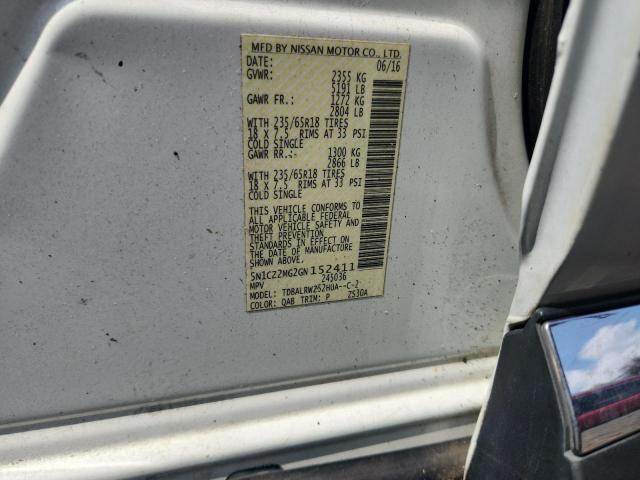 MFD BY NISSAN MOTOR CO., LTD.
DATE: 06/16
GVWR: 2355 KG
5191 LB
GAWR FR.: 1272 KG
2804 LB
WITH 235/65R18 TIRES
18 X 7.5 RIMS AT 33 PSI
COLD SINGLE
GAWR RR.: 1300 KG
2866 LB
WITH 235/65R18 TIRES
18 X 7.5 RIMS AT 33 PSI
COLD SINGLE
THIS VEHICLE CONFORMS TO
ALL APPLICABLE FEDERAL
MOTOR VEHICLE SAFETY AND
THEFT PREVENTION
STANDARDS IN EFFECT ON
THE DATE OF MANUFACTURE
SHOWN ABOVE.
5N1CZ2MG2GN152411
MPV 245036
MODEL: TDBALRW252HUA--C-2
COLOR: QAB TRIM: P 2530A